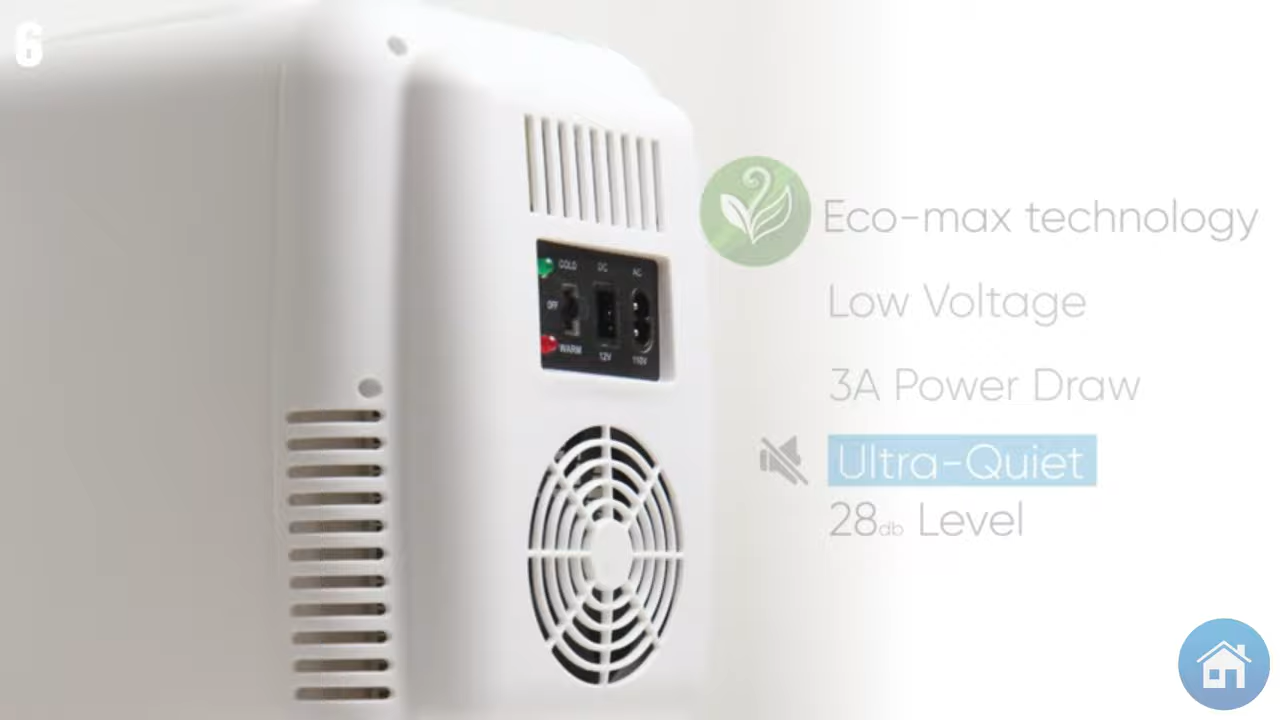 6
Eco-max technology
Low Voltage
3A Power Draw
Ultra-Quiet
28db Level
COLD DC AC
OFF
WARM 12V 110V